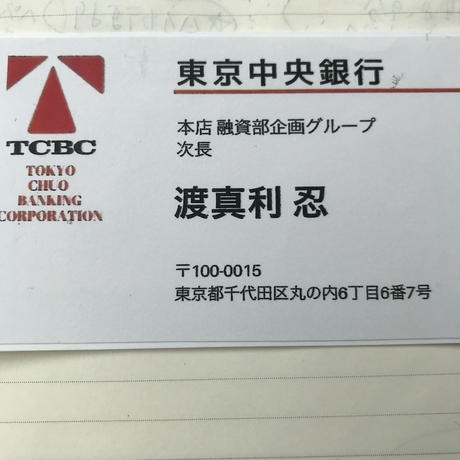 東京中央銀行
TCBC
TOKYO
CHUO
BANKING
CORPORATION
本店 融資部企画グループ
次長
渡真利 忍
〒100-0015
東京都千代田区丸の内6丁目6番7号